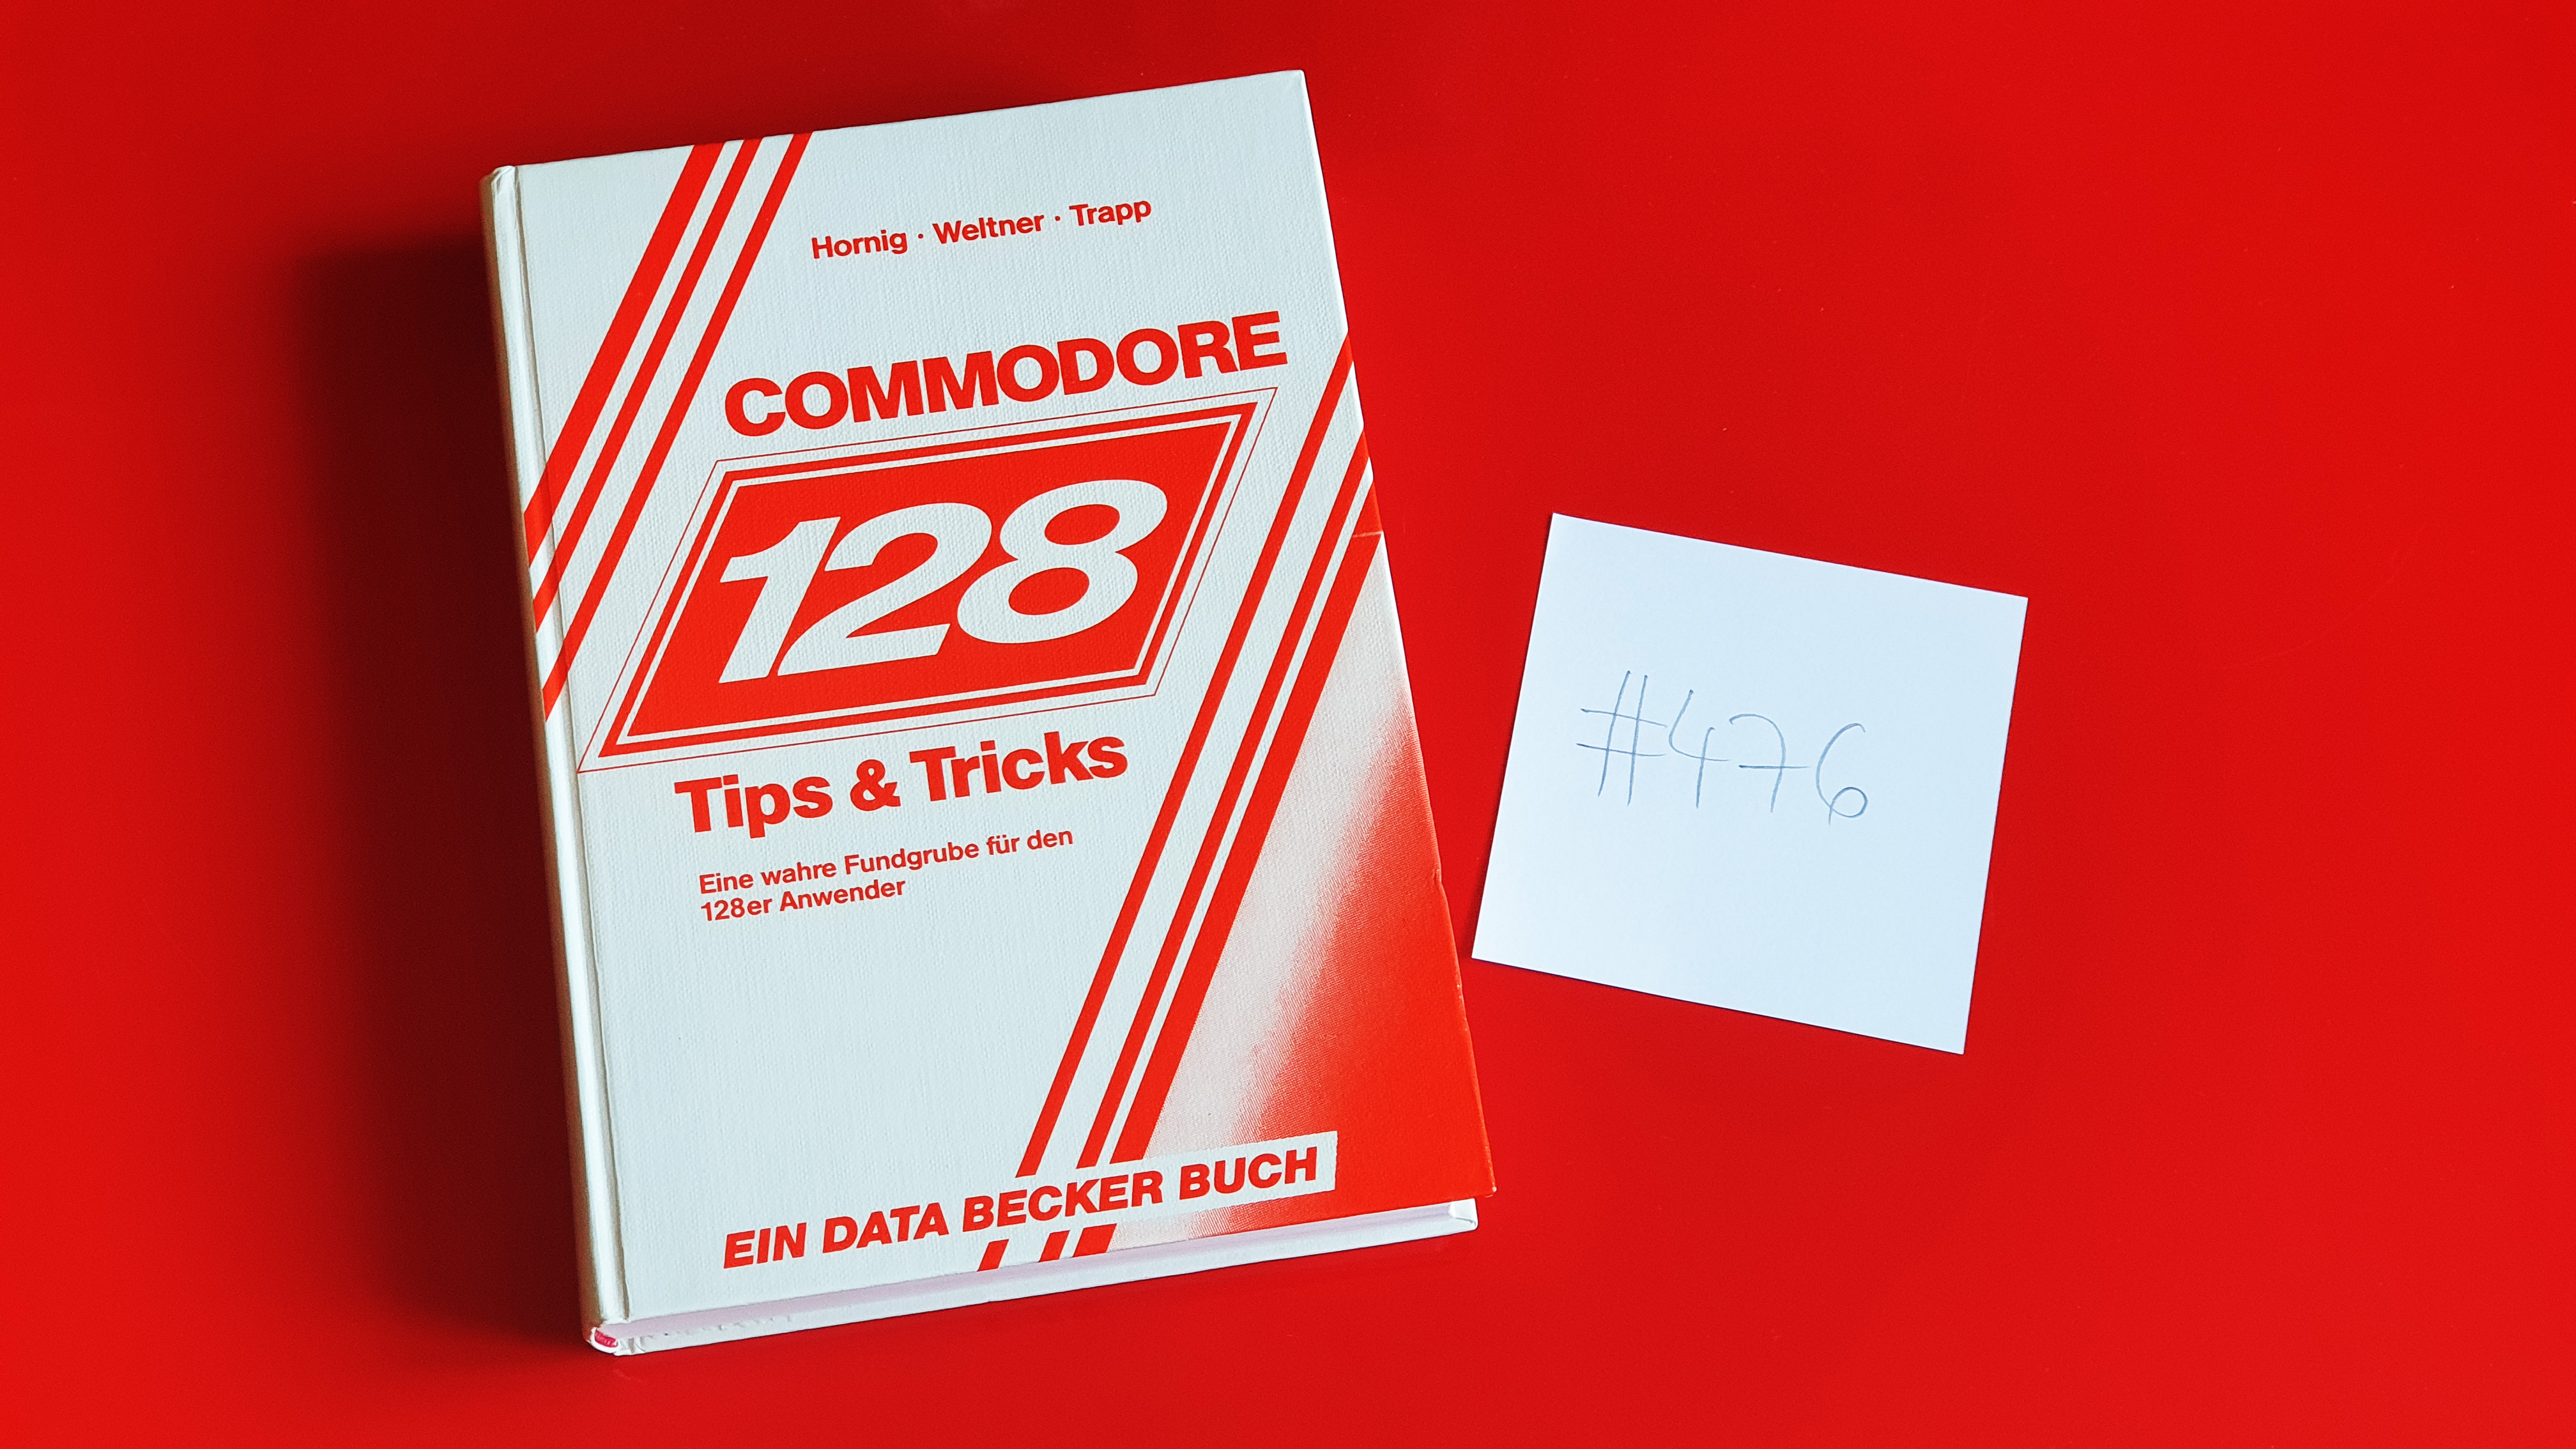 Hornig · Weltner · Trapp
COMMODORE
128
Tips & Tricks
Eine wahre Fundgrube für den
128er Anwender
EIN DATA BECKER BUCH
#476